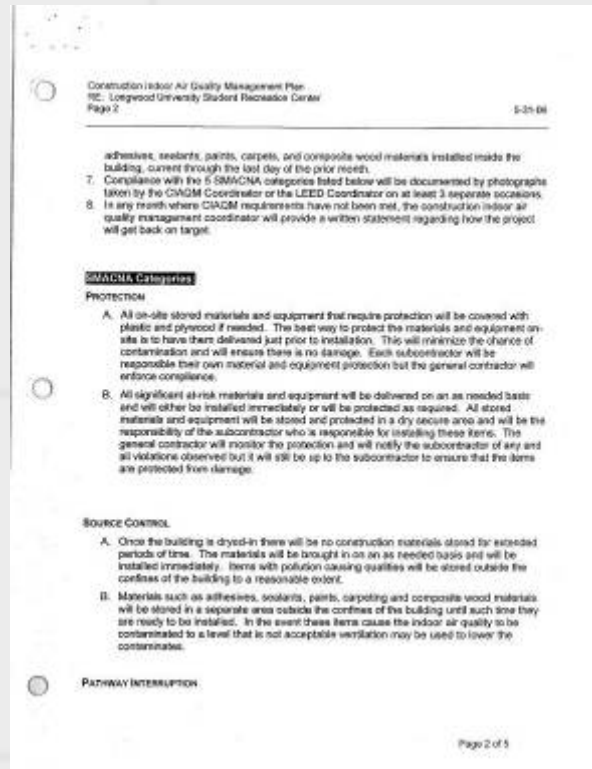 Construction Indoor Air Quality Management Plan
RE: Longwood University Student Recreation Center
Page 2
5-31-06
adhesives, sealants, paints, carpets, and composite wood materials installed inside the
building, current through the last day of the prior month.
7. Compliance with the 5 SMACNA categories listed below will be documented by photographs
taken by the CIAQM Coordinator or the LEED Coordinator on at least 3 separate occasions.
8. In any month where CIAQM requirements have not been met, the construction indoor air
quality management coordinator will provide a written statement regarding how the project
will get back on target.
SMACNA Categories
PROTECTION
A. All on-site stored materials and equipment that require protection will be covered with
plastic and plywood if needed. The best way to protect the materials and equipment on-
site is to have them delivered just prior to installation. This will minimize the chance of
contamination and will ensure there is no damage. Each subcontractor will be
responsible their own material and equipment protection but the general contractor will
enforce compliance.
B. All significant at-risk materials and equipment will be delivered on an as needed basis
and will either be installed immediately or will be protected as required. All stored
materials and equipment will be stored and protected in a dry secure area and will be the
responsibility of the subcontractor who is responsible for installing these items. The
general contractor will monitor the protection and will notify the subcontractor of any and
all violations observed but it will still be up to the subcontractor to ensure that the items
are protected from damage.
SOURCE CONTROL
A. Once the building is dryed-in there will be no construction materials stored for extended
periods of time. The materials will be brought in on an as needed basis and will be
installed immediately. Items with pollution causing qualities will be stored outside the
confines of the building to a reasonable extent.
B. Materials such as adhesives, sealants, paints, carpeting and composite wood materials
will be stored in a separate area outside the confines of the building until such time they
are ready to be installed. In the event these items cause the indoor air quality to be
contaminated to a level that is not acceptable ventilation may be used to lower the
contaminates.
PATHWAY INTERRUPTION
Page 2 of 5